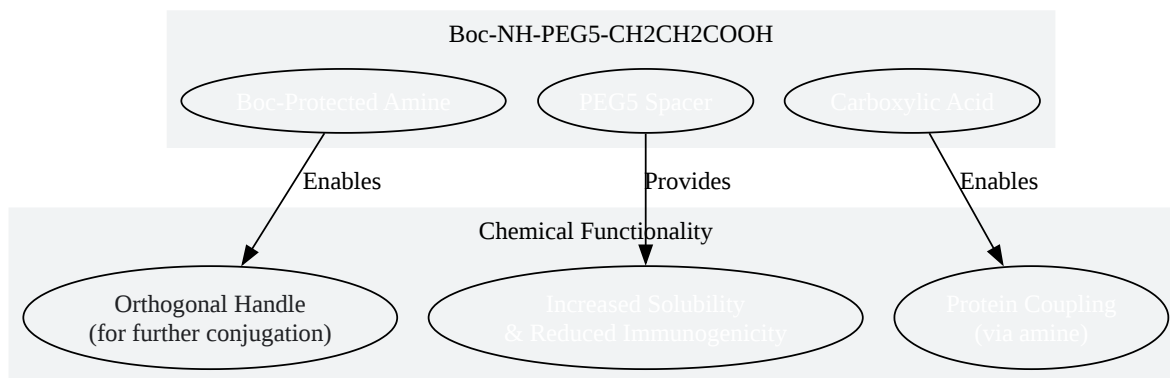 Boc-NH-PEG5-CH2CH2COOH
Boc-Protected Amine
PEG5 Spacer
Carboxylic Acid
Enables
Provides
Enables
Chemical Functionality
Orthogonal Handle
(for further conjugation)
Increased Solubility
& Reduced Immunogenicity
Protein Coupling
(via amine)